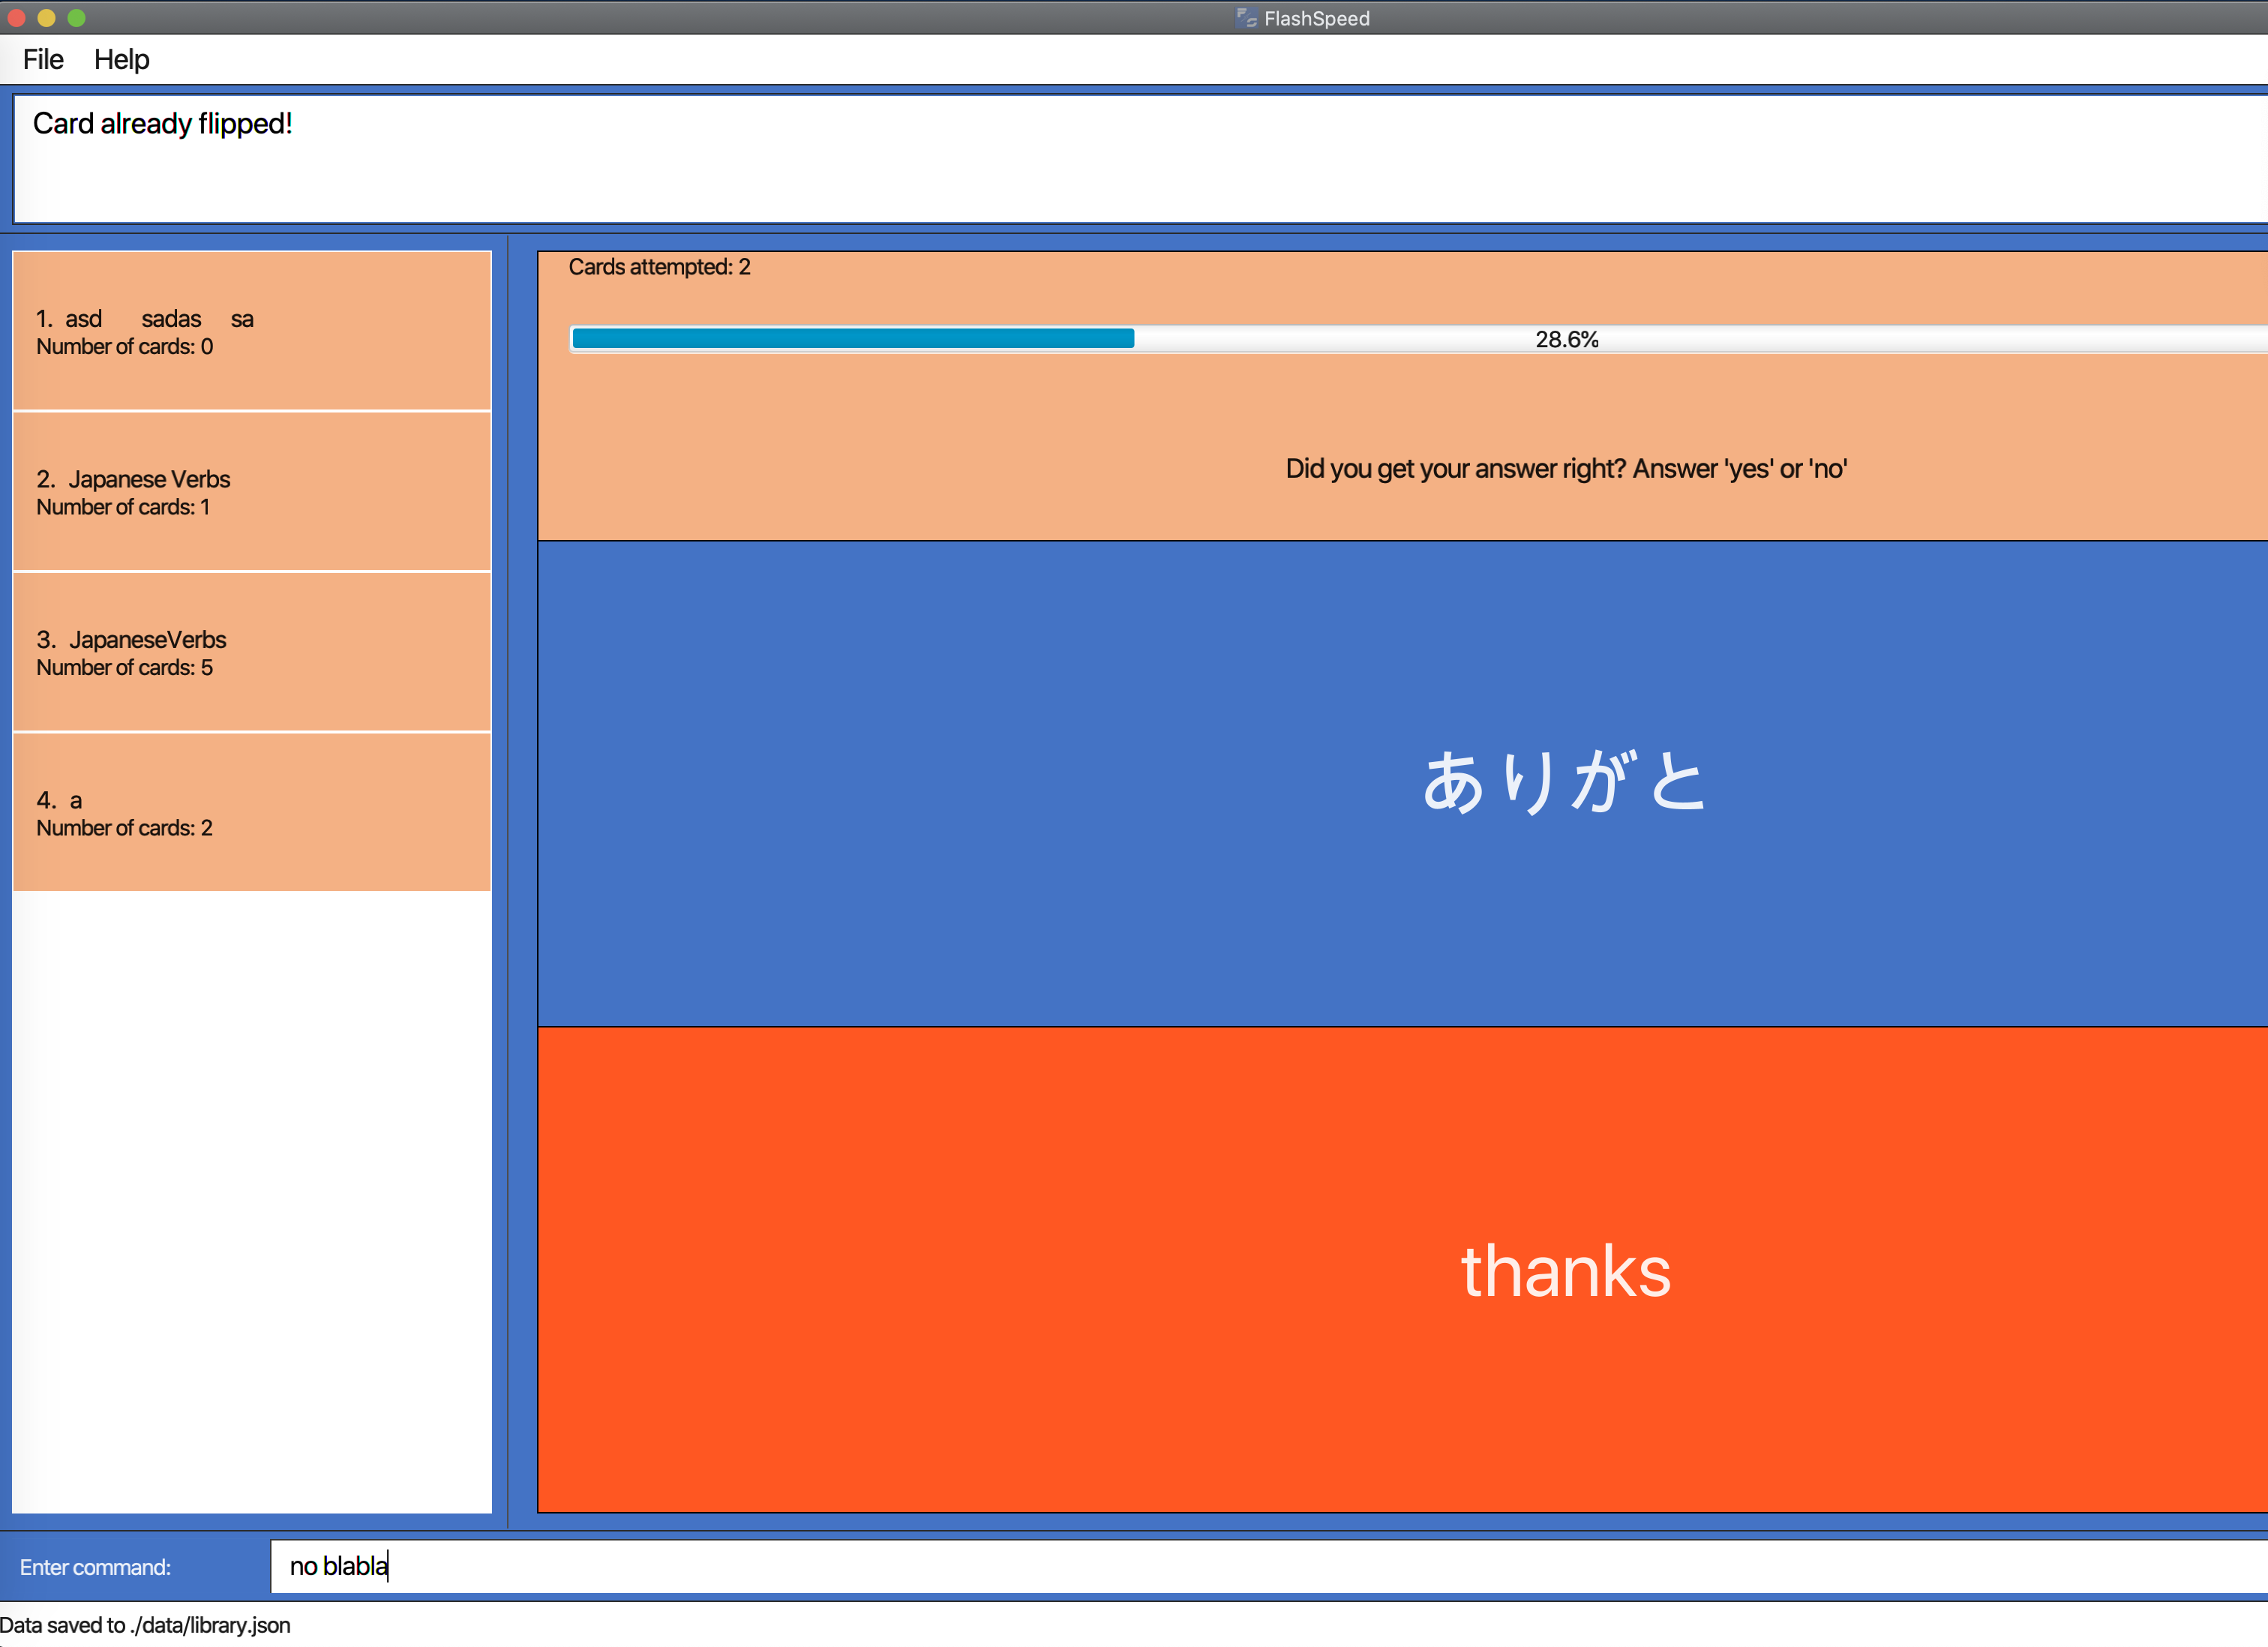 FlashSpeed
File Help
Card already flipped!
1. asd sadas sa
Number of cards: 0
2. Japanese Verbs
Number of cards: 1
3. JapaneseVerbs
Number of cards: 5
4. a
Number of cards: 2
Cards attempted: 2
28.6%
Did you get your answer right? Answer 'yes' or 'no'
ありがと
thanks
Enter command:
no blabla
Data saved to ./data/library.json